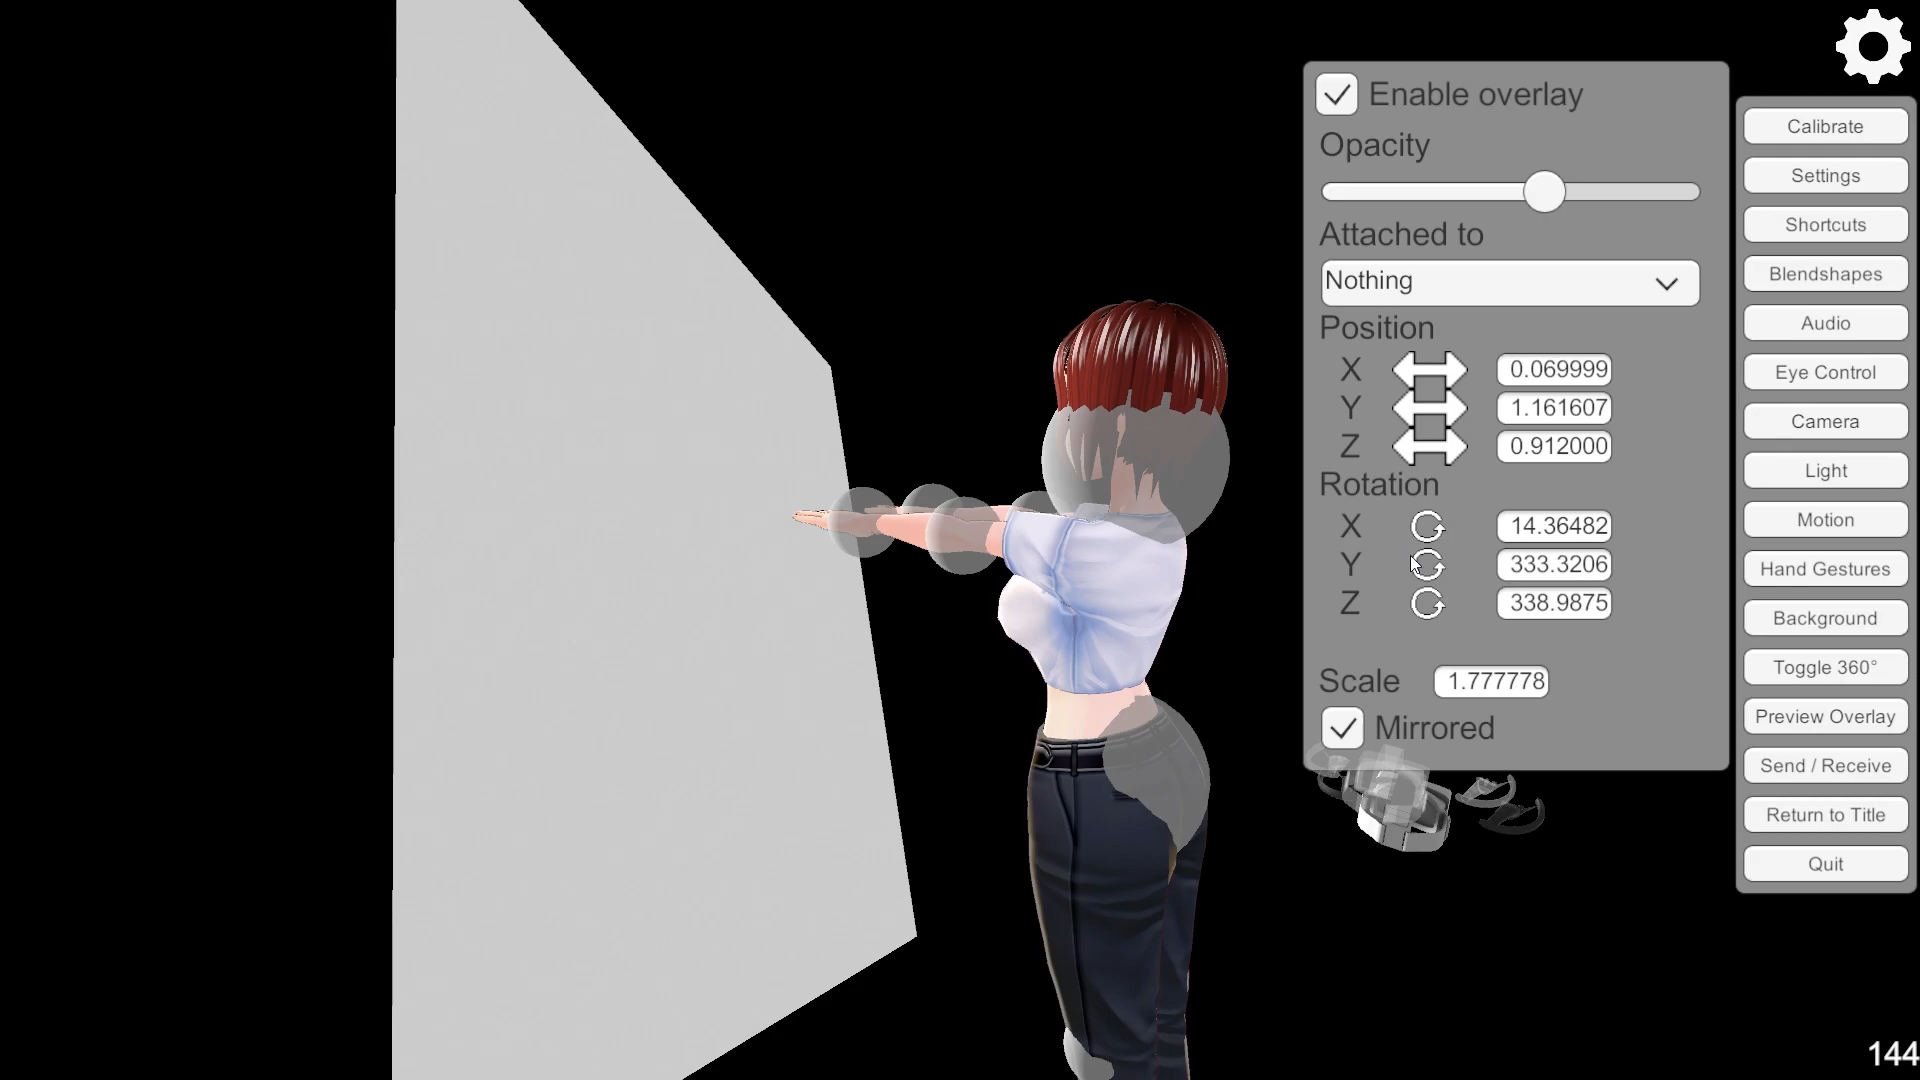 Enable overlay
Opacity
Attached to
Nothing
Position
X 0.069999
Y 1.161607
Z 0.912000
Rotation
X 14.36482
Y 333.3206
Z 338.9875
Scale 1.777778
Mirrored
Calibrate
Settings
Shortcuts
Blendshapes
Audio
Eye Control
Camera
Light
Motion
Hand Gestures
Background
Toggle 360°
Preview Overlay
Send / Receive
Return to Title
Quit
144